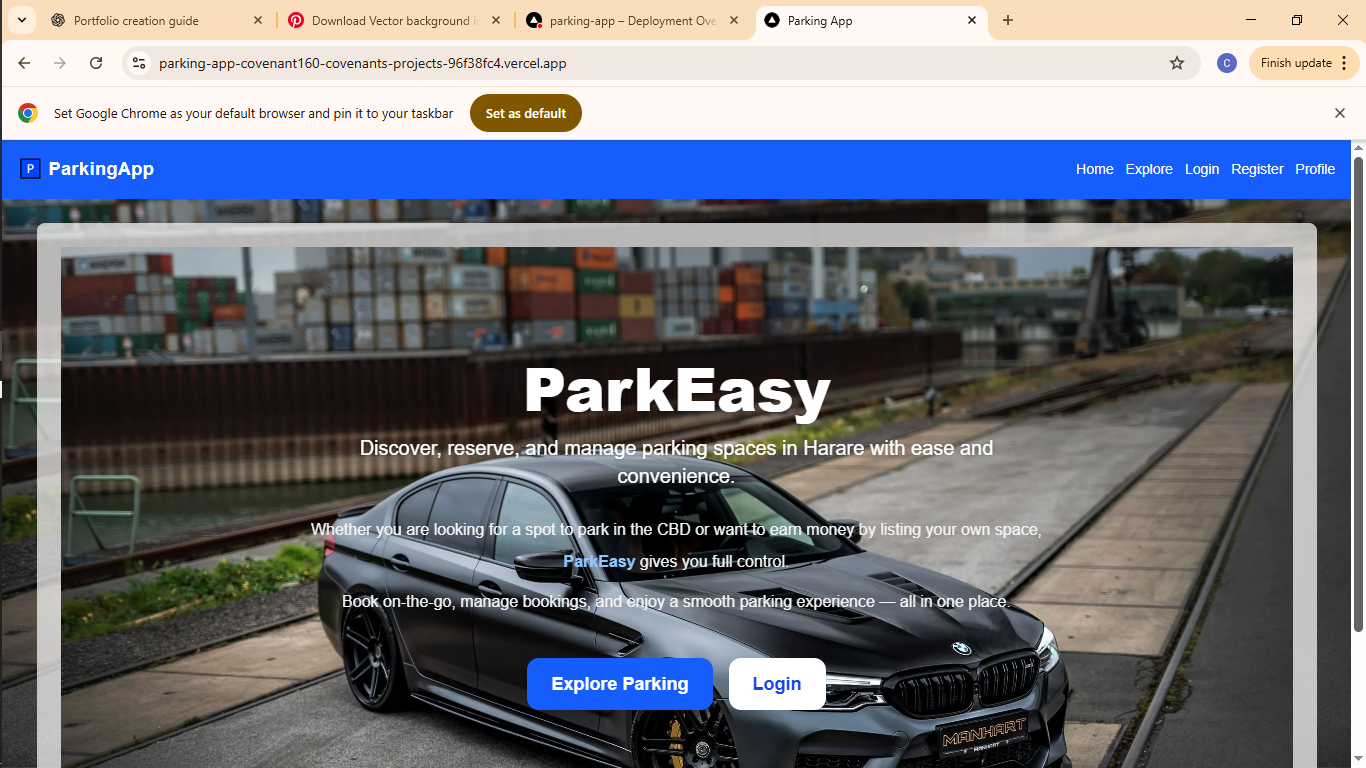 Portfolio creation guide
Download Vector background i
parking-app – Deployment Ove
Parking App
parking-app-covenant160-covenants-projects-96f38fc4.vercel.app
C
Finish update
Set Google Chrome as your default browser and pin it to your taskbar
Set as default
P ParkingApp
Home Explore Login Register Profile
ParkEasy
Discover, reserve, and manage parking spaces in Harare with ease and
convenience.
Whether you are looking for a spot to park in the CBD or want to earn money by listing your own space,
ParkEasy gives you full control.
Book on-the-go, manage bookings, and enjoy a smooth parking experience — all in one place.
Explore Parking
Login
MANHART
MANHART